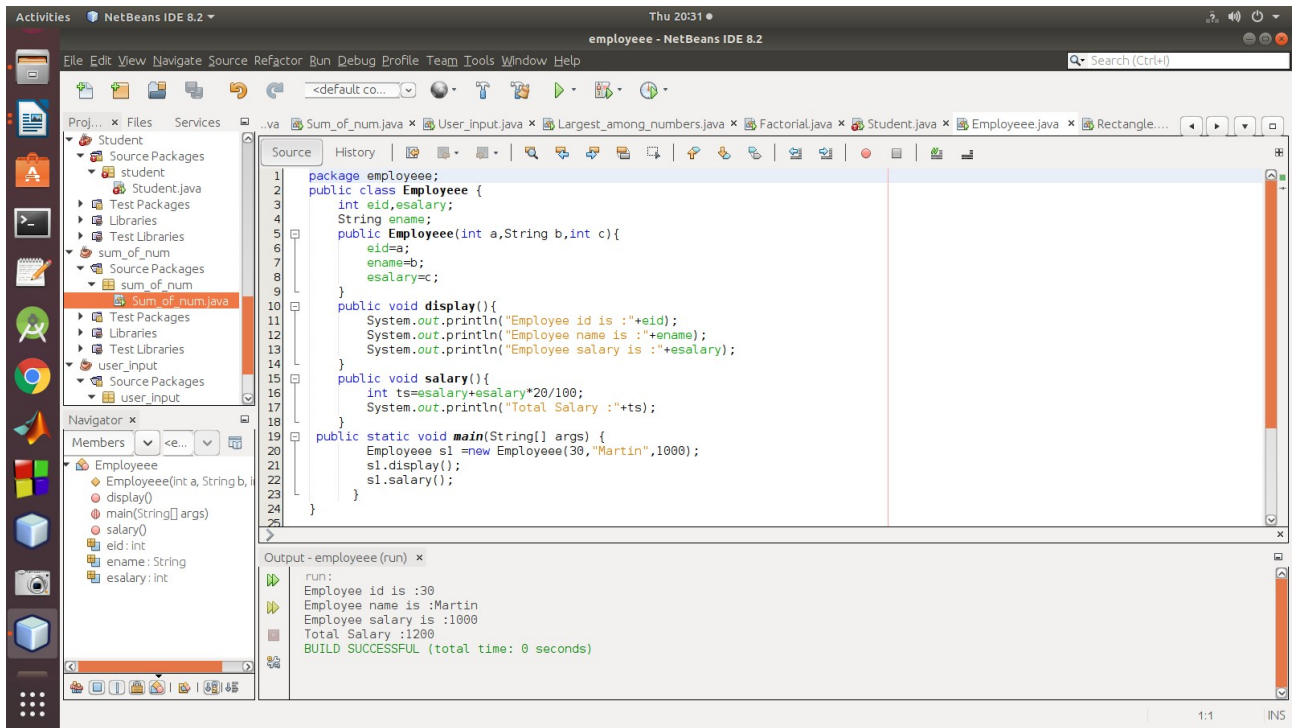 Activities NetBeans IDE 8.2 Thu 20:31
employeee - NetBeans IDE 8.2
File Edit View Navigate Source Refactor Run Debug Profile Team Tools Window Help Search (Ctrl+I)
<default co...
Proj... × Files Services
..va Sum_of_num.java × User_input.java × Largest_among_numbers.java × Factorial.java × Student.java × Employeee.java × Rectangle....
Student
Source Packages
student
Student.java
Test Packages
Libraries
Test Libraries
sum_of_num
Source Packages
sum_of_num
Sum_of_num.java
Test Packages
Libraries
Test Libraries
user_input
Source Packages
user_input
Navigator ×
Members <e...
Employeee
Employeee(int a, String b, i
display()
main(String[] args)
salary()
eid : int
ename : String
esalary : int
Source History
1 package employeee;
2 public class Employeee {
3 int eid,esalary;
4 String ename;
5 public Employeee(int a,String b,int c){
6 eid=a;
7 ename=b;
8 esalary=c;
9 }
10 public void display(){
11 System.out.println("Employee id is :"+eid);
12 System.out.println("Employee name is :"+ename);
13 System.out.println("Employee salary is :"+esalary);
14 }
15 public void salary(){
16 int ts=esalary+esalary*20/100;
17 System.out.println("Total Salary :"+ts);
18 }
19 public static void main(String[] args) {
20 Employeee s1 =new Employeee(30,"Martin",1000);
21 s1.display();
22 s1.salary();
23 }
24 }
25
Output - employeee (run) ×
run:
Employee id is :30
Employee name is :Martin
Employee salary is :1000
Total Salary :1200
BUILD SUCCESSFUL (total time: 0 seconds)
1:1 INS